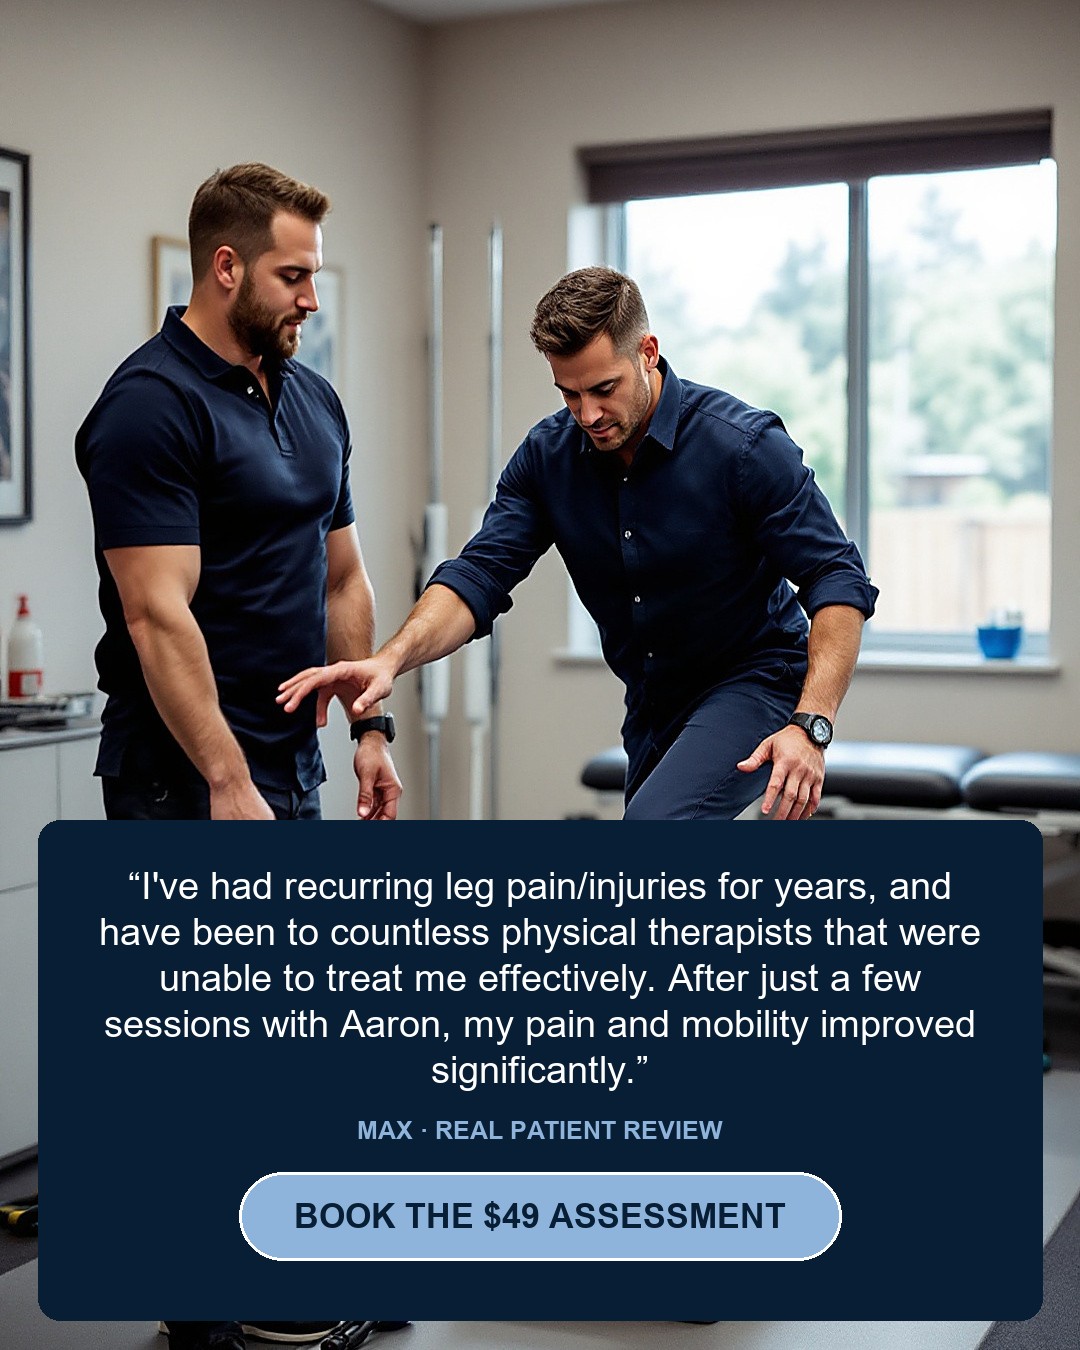 “I've had recurring leg pain/injuries for years, and
have been to countless physical therapists that were
unable to treat me effectively. After just a few
sessions with Aaron, my pain and mobility improved
significantly.”
MAX · REAL PATIENT REVIEW
BOOK THE $49 ASSESSMENT